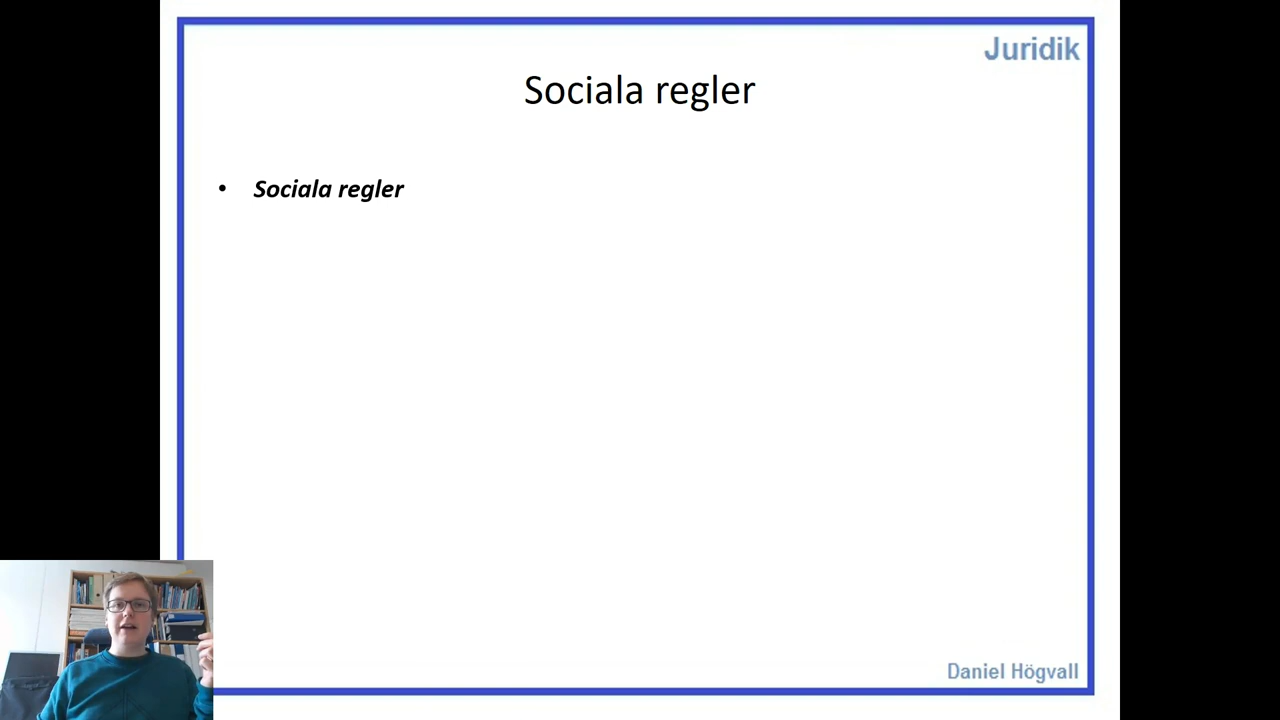 Juridik
Sociala regler
• Sociala regler
Daniel Högvall